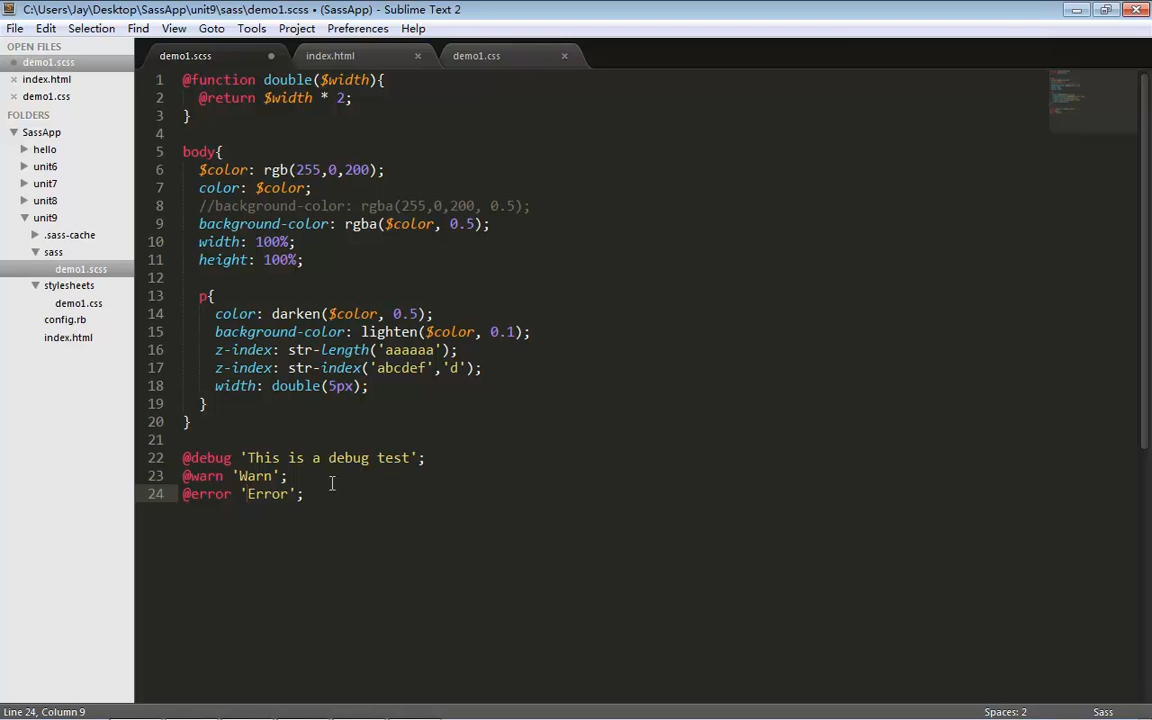 C:\Users\Jay\Desktop\SassApp\unit9\sass\demo1.scss • (SassApp) - Sublime Text 2
File Edit Selection Find View Goto Tools Project Preferences Help
OPEN FILES
demo1.scss
× index.html
× demo1.css
FOLDERS
SassApp
hello
unit6
unit7
unit8
unit9
.sass-cache
sass
demo1.scss
stylesheets
demo1.css
config.rb
index.html
demo1.scss • index.html × demo1.css ×
1 @function double($width){
2   @return $width * 2;
3 }
4
5 body{
6   $color: rgb(255,0,200);
7   color: $color;
8   //background-color: rgba(255,0,200, 0.5);
9   background-color: rgba($color, 0.5);
10   width: 100%;
11   height: 100%;
12
13   p{
14     color: darken($color, 0.5);
15     background-color: lighten($color, 0.1);
16     z-index: str-length('aaaaaa');
17     z-index: str-index('abcdef','d');
18     width: double(5px);
19   }
20 }
21
22 @debug 'This is a debug test';
23 @warn 'Warn';
24 @error 'Error';
Line 24, Column 9 Spaces: 2 Sass